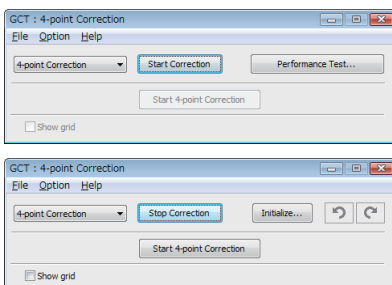 GCT : 4-point Correction
File Option Help
4-point Correction Start Correction Performance Test...
Start 4-point Correction
Show grid
GCT : 4-point Correction
File Option Help
4-point Correction Stop Correction Initialize...
Start 4-point Correction
Show grid